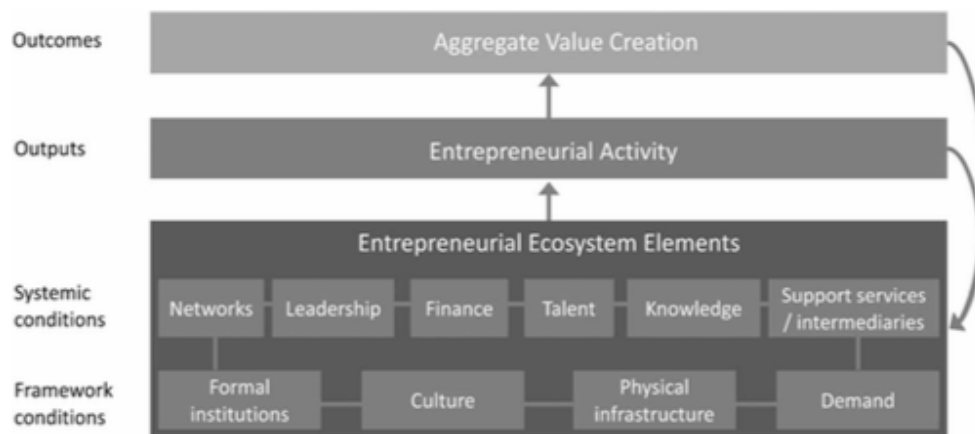 Outcomes
Aggregate Value Creation
Outputs
Entrepreneurial Activity
Entrepreneurial Ecosystem Elements
Systemic
conditions
Networks
Leadership
Finance
Talent
Knowledge
Support services
/ intermediaries
Framework
conditions
Formal
institutions
Culture
Physical
infrastructure
Demand